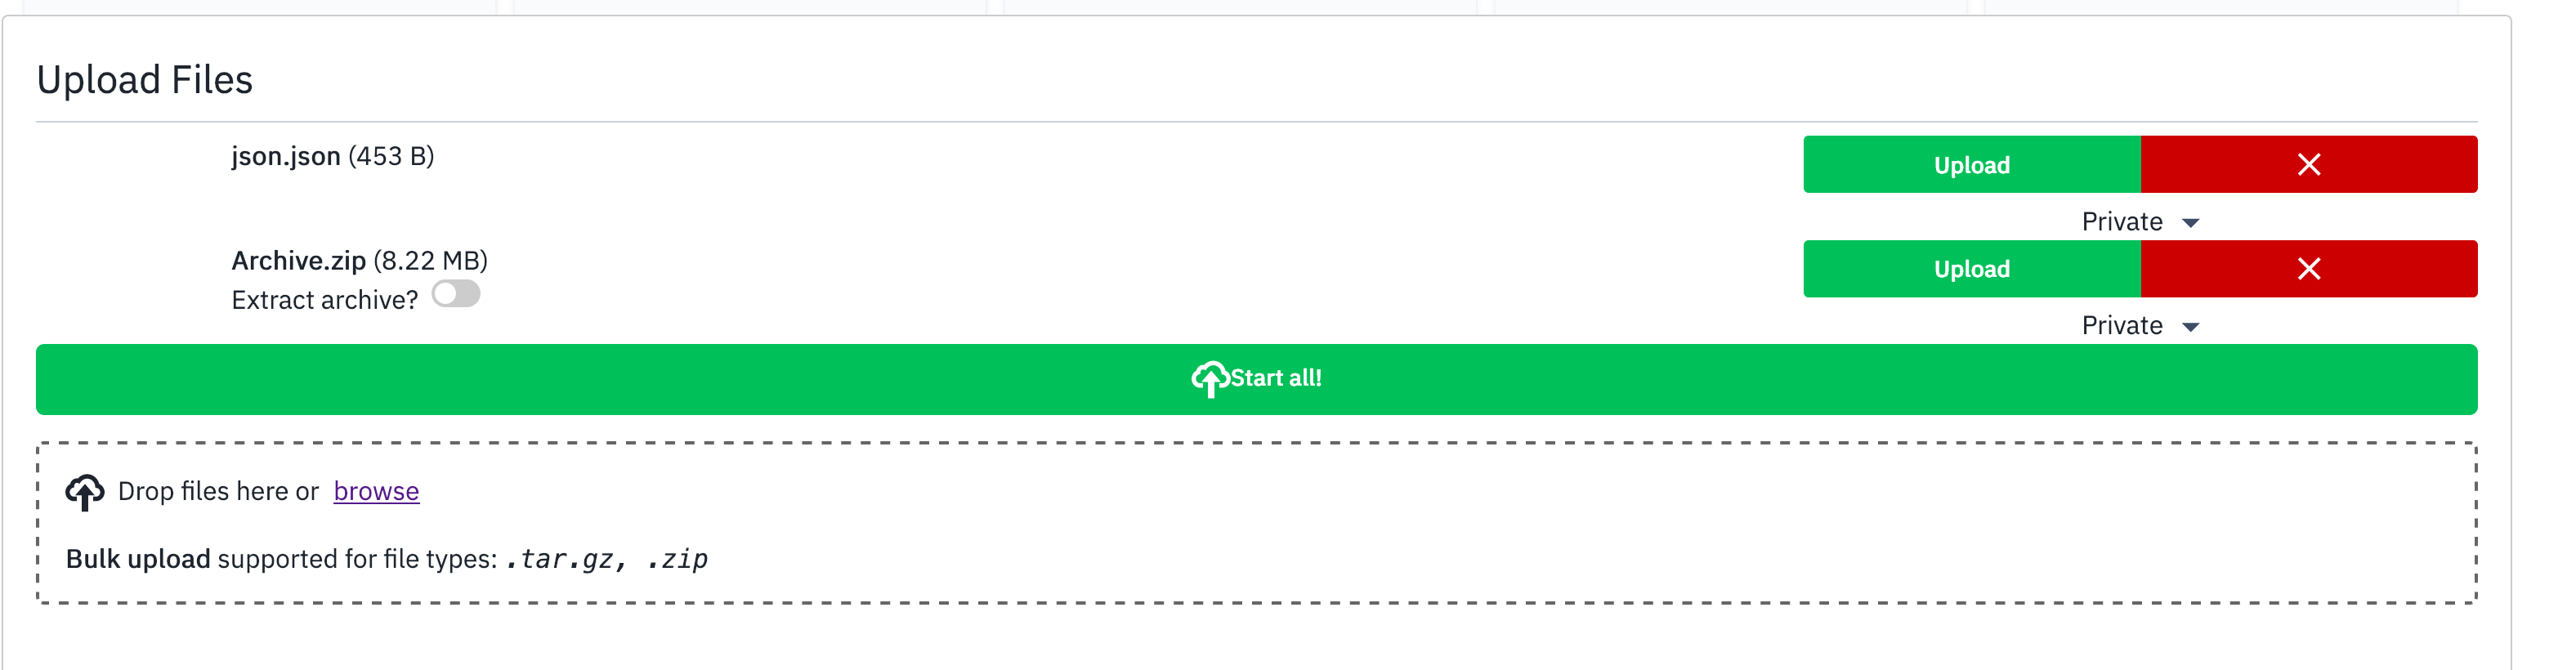 Upload Files
json.json (453 B)
Upload
Private
Archive.zip (8.22 MB)
Extract archive?
Upload
Private
Start all!
Drop files here or browse
Bulk upload supported for file types: .tar.gz, .zip